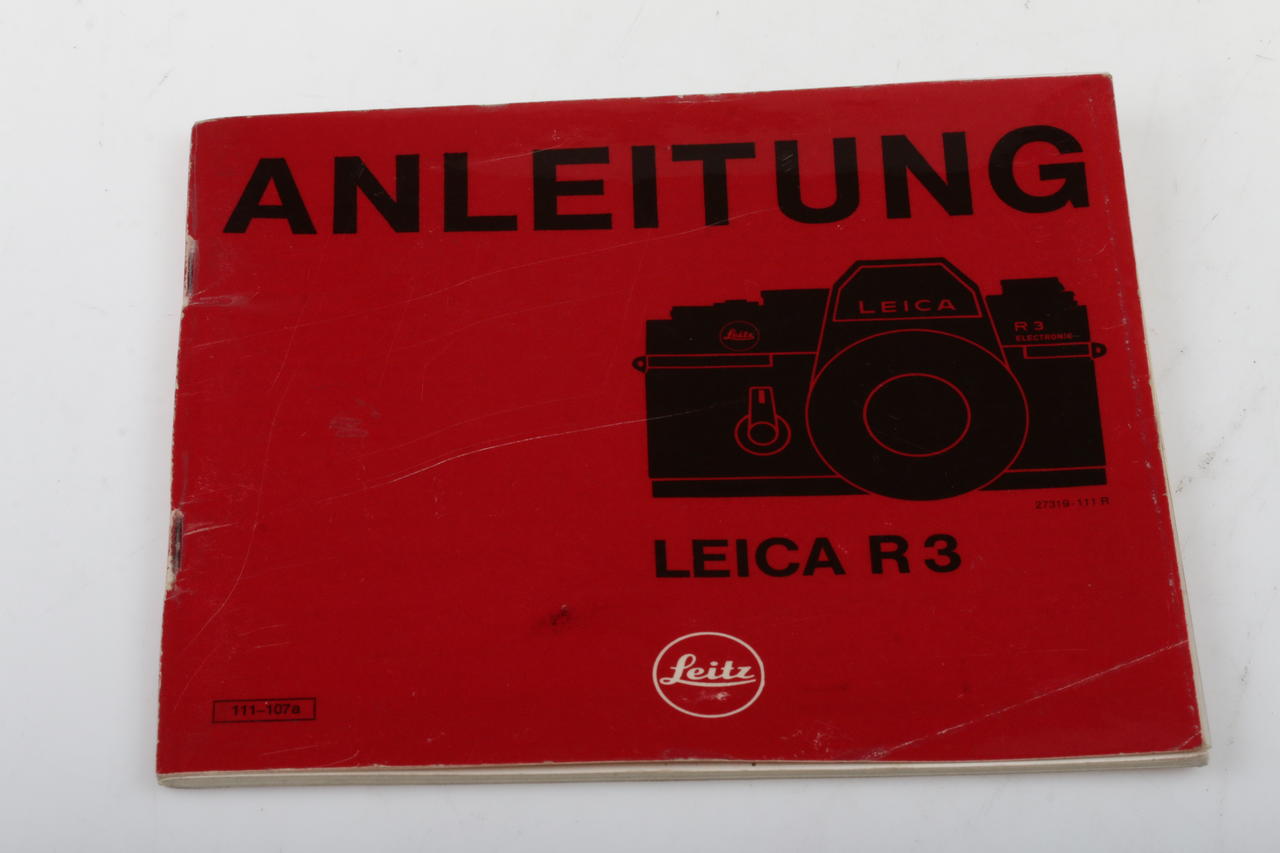 ANLEITUNG
LEICA
Leitz
R 3
ELECTRONIC
27319-111 R
LEICA R3
Leitz
111-107a